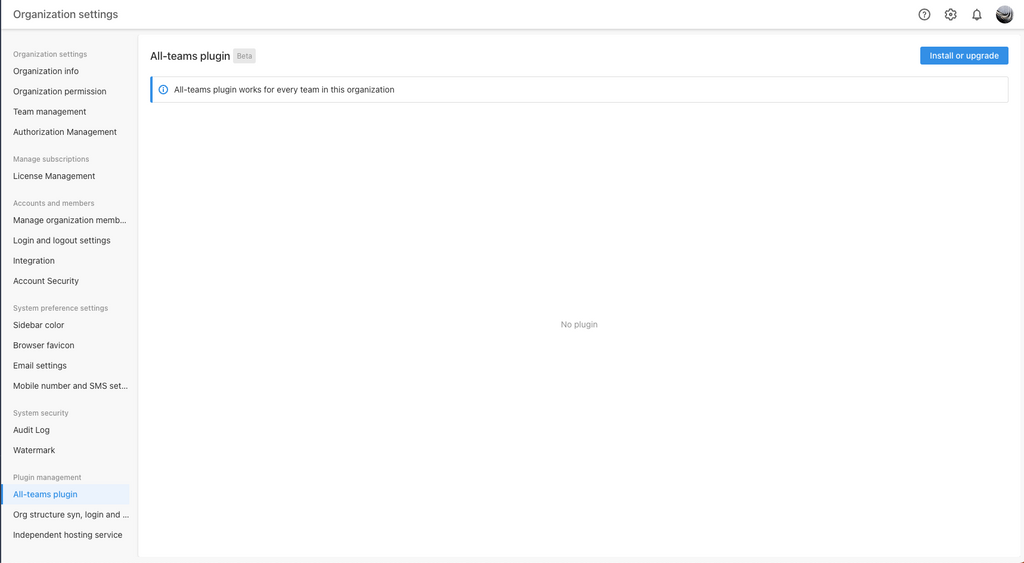 Organization settings
Organization settings
Organization info
Organization permission
Team management
Authorization Management
Manage subscriptions
License Management
Accounts and members
Manage organization memb...
Login and logout settings
Integration
Account Security
System preference settings
Sidebar color
Browser favicon
Email settings
Mobile number and SMS set...
System security
Audit Log
Watermark
Plugin management
All-teams plugin
Org structure syn, login and ...
Independent hosting service
All-teams plugin Beta
Install or upgrade
All-teams plugin works for every team in this organization
No plugin